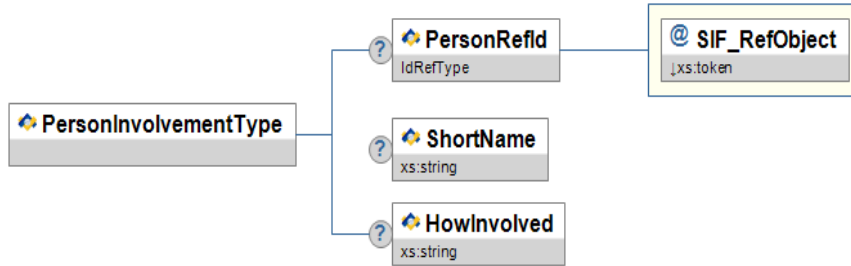 PersonInvolvementType
? PersonRefId
IdRefType
@ SIF_RefObject
↓xs:token
? ShortName
xs:string
? HowInvolved
xs:string